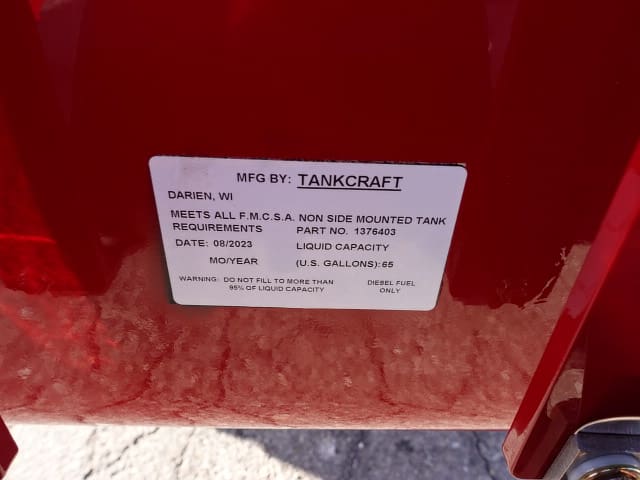 MFG BY: TANKCRAFT
DARIEN, WI
MEETS ALL F.M.C.S.A. NON SIDE MOUNTED TANK
REQUIREMENTS PART NO. 1376403
DATE: 08/2023 LIQUID CAPACITY
MO/YEAR (U.S. GALLONS): 65
WARNING: DO NOT FILL TO MORE THAN DIESEL FUEL
95% OF LIQUID CAPACITY ONLY